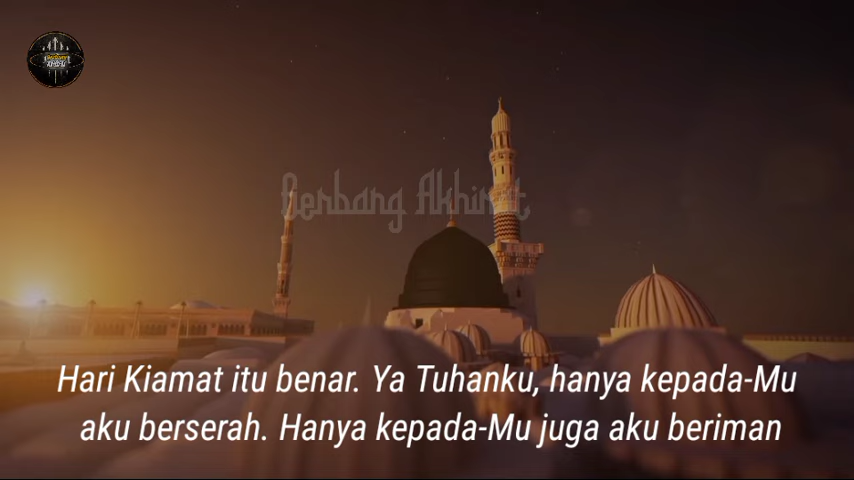 Gerbang Akhirat
Hari Kiamat itu benar. Ya Tuhanku, hanya kepada-Mu
aku berserah. Hanya kepada-Mu juga aku beriman